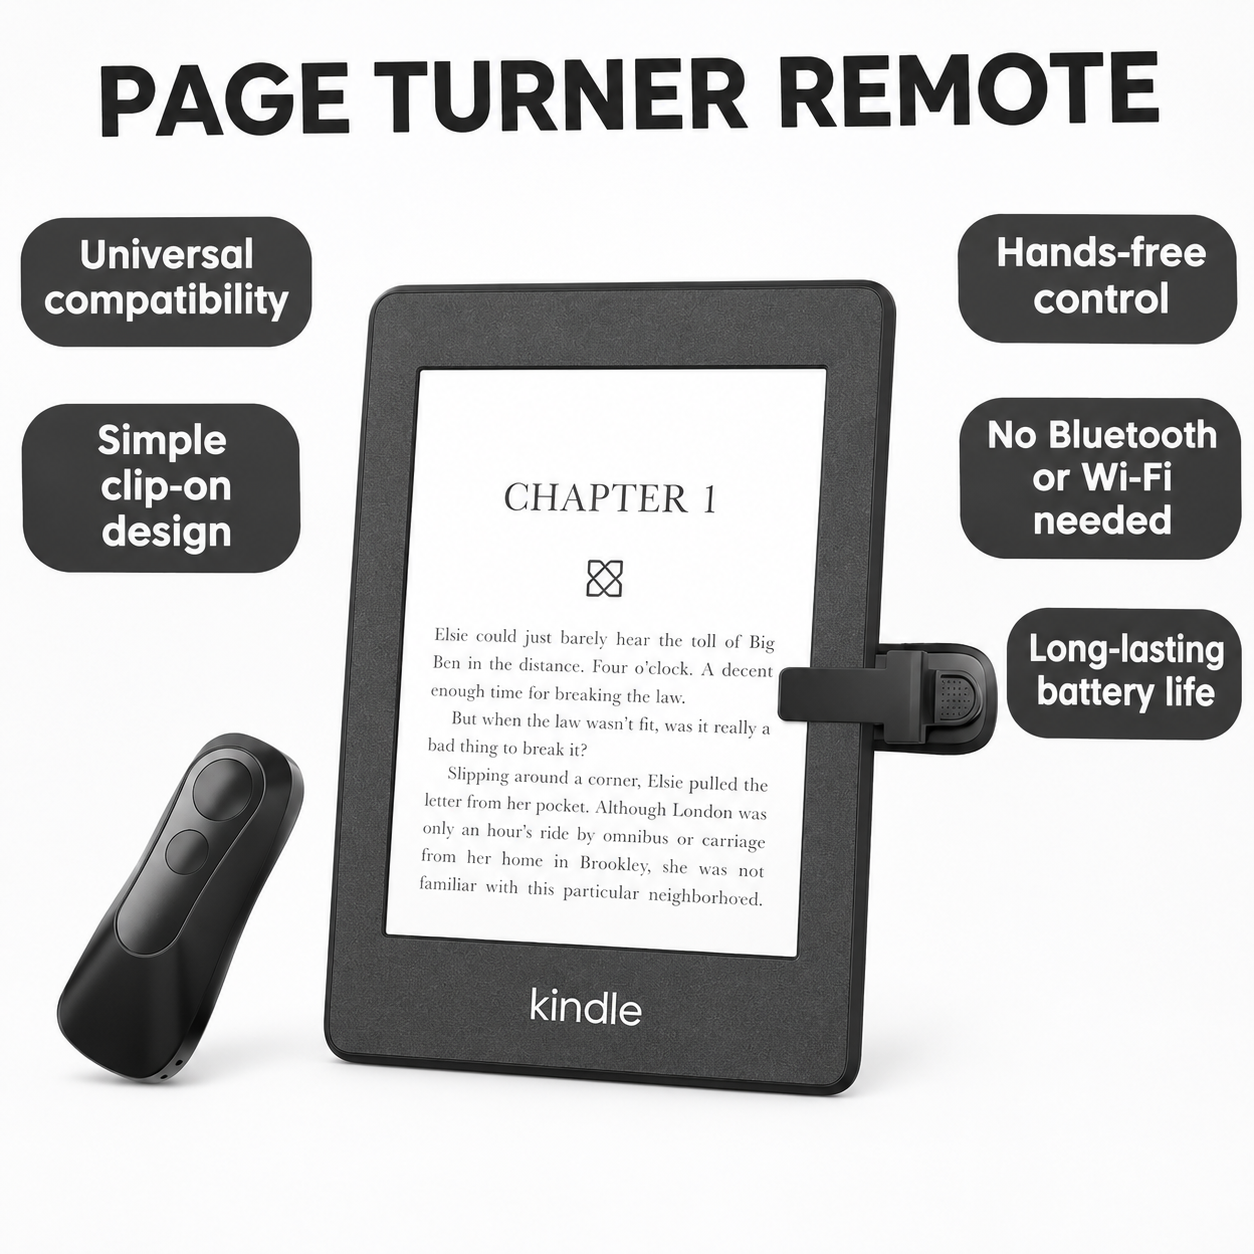 PAGE TURNER REMOTE
Universal
compatibility
Simple
clip-on
design
Hands-free
control
No Bluetooth
or Wi-Fi
needed
Long-lasting
battery life
CHAPTER 1
Elsie could just barely hear the toll of Big
Ben in the distance. Four o'clock. A decent
enough time for breaking the law.
But when the law wasn't fit, was it really a
bad thing to break it?
Slipping around a corner, Elsie pulled the
letter from her pocket. Although London was
only an hour's ride by omnibus or carriage
from her home in Brookley, she was not
familiar with this particular neighborhood.
kindle